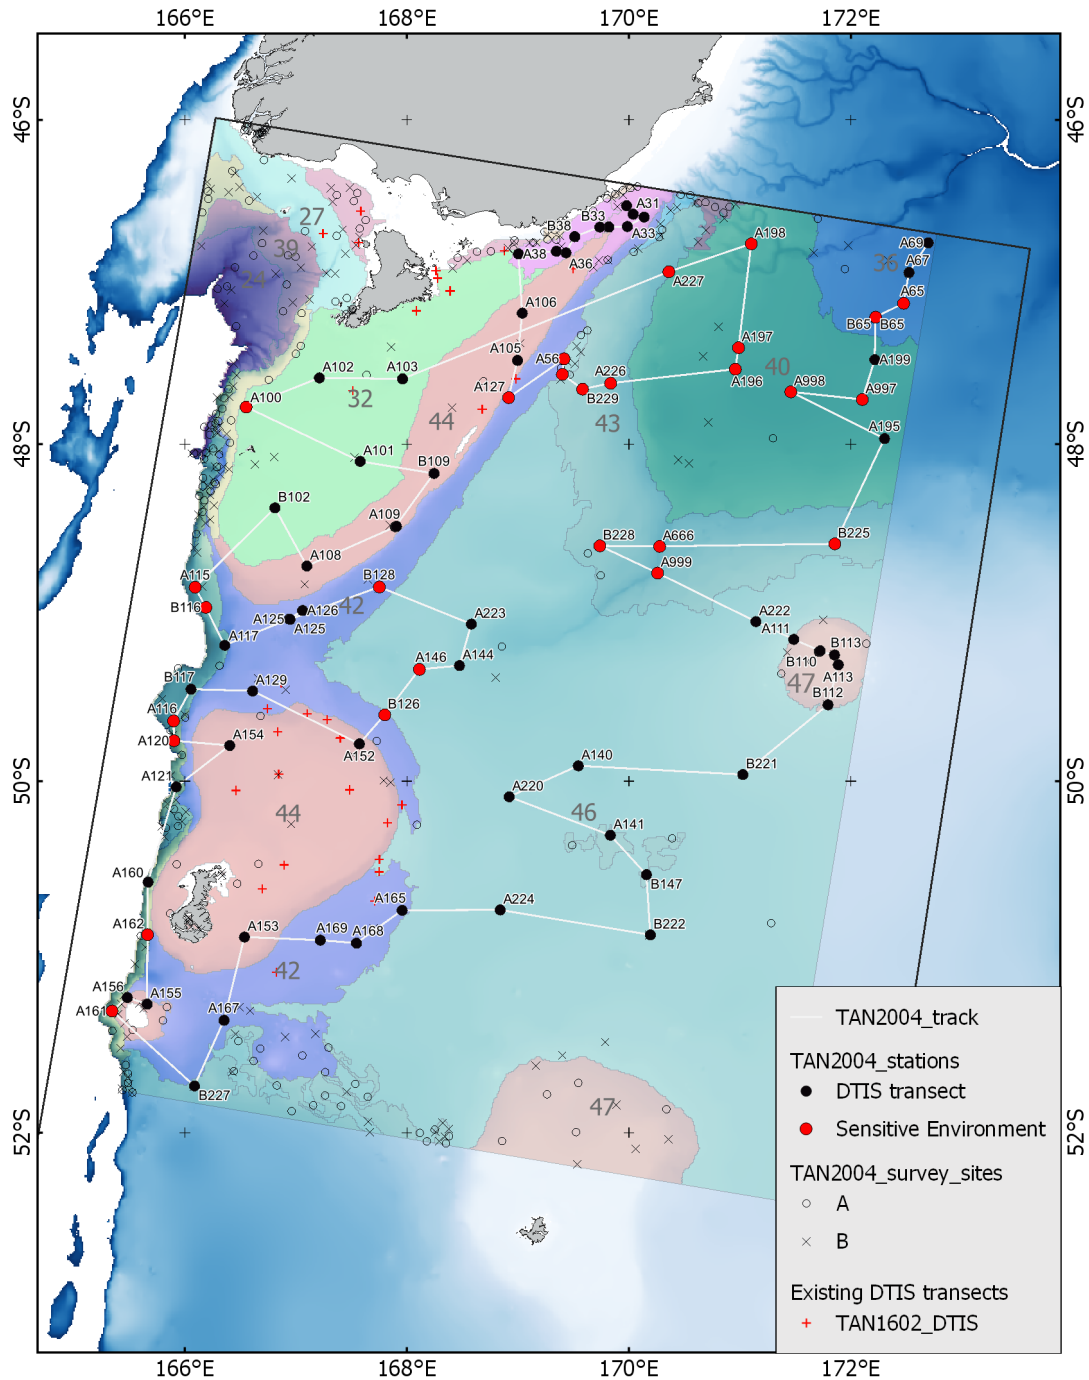 166°E 168°E 170°E 172°E
46°S 46°S
A31
B33
B38
A33
A198
A69
27
A38
A36
36
A67
39
24
A227
A65
A106
B65 B65
A197
A105
A56
A199
A102 A103
A226
40
A196
A998 A997
A127
B229
32
A100
44
43
A195
48°S 48°S
A101
B109
B102
A109
B228 A666 B225
A108
A999
A115
B128
B116
A126
42
A125
A125
A223
A222
A117
A111
B113
B110
A146 A144
A113
B117 A129
47
B112
A116
B126
A120 A154
A152
A140
B221
50°S 50°S
A121
A220
44
46
A141
A160
B147
A165 A224
A162
A153 A169 A168
B222
42
A156
A155
A161
A167
B227
47
52°S 52°S
TAN2004_track
TAN2004_stations
DTIS transect
Sensitive Environment
TAN2004_survey_sites
A
B
Existing DTIS transects
TAN1602_DTIS
166°E 168°E 170°E 172°E